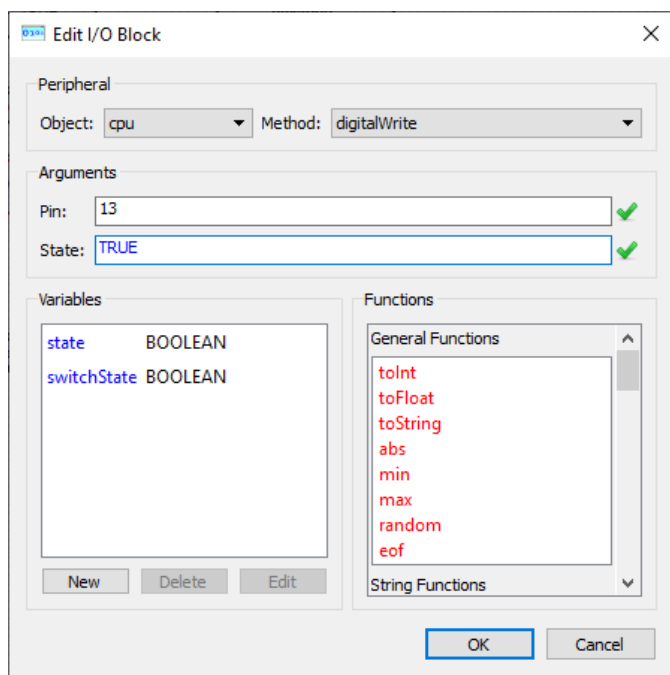 Edit I/O Block
Peripheral
Object: cpu Method: digitalWrite
Arguments
Pin: 13
State: TRUE
Variables
state BOOLEAN
switchState BOOLEAN
New Delete Edit
Functions
General Functions
toInt
toFloat
toString
abs
min
max
random
eof
String Functions
OK Cancel